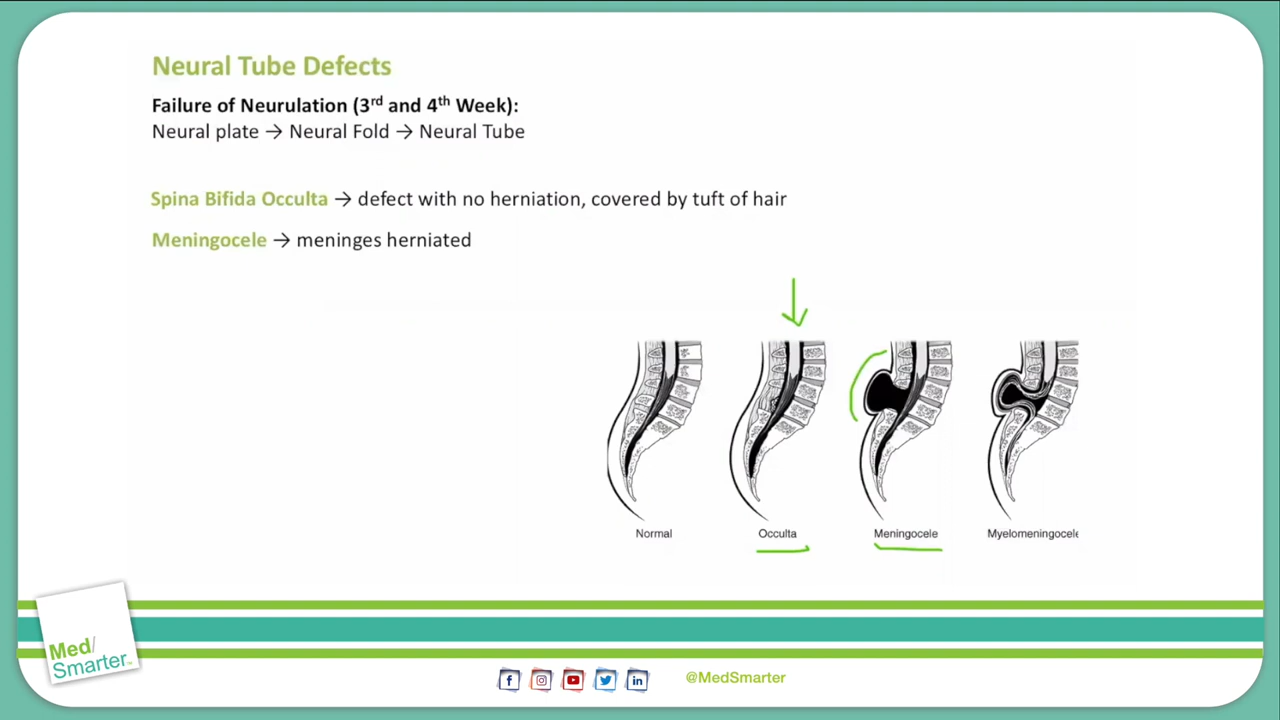 Neural Tube Defects
Failure of Neurulation (3rd and 4th Week):
Neural plate → Neural Fold → Neural Tube
Spina Bifida Occulta → defect with no herniation, covered by tuft of hair
Meningocele → meninges herniated
Normal
Occulta
Meningocele
Myelomeningocele
Med/
Smarter™
@MedSmarter